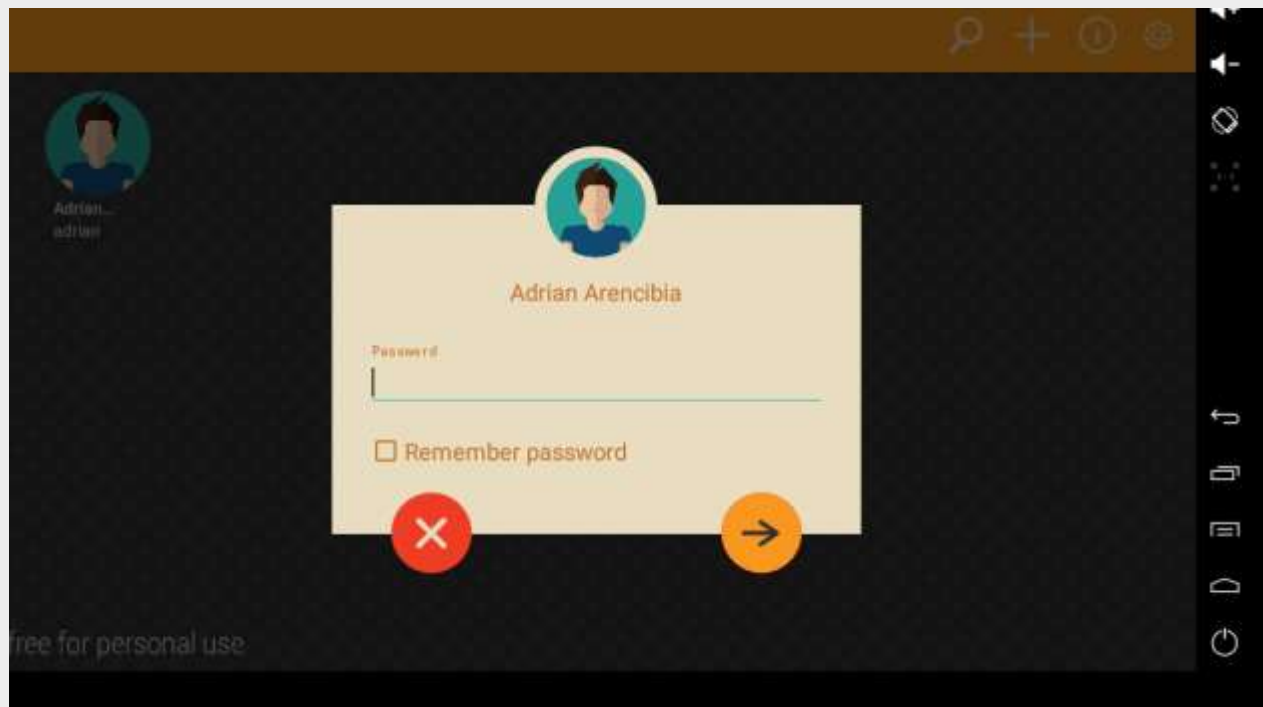 Adrian...
adrian
Adrian Arencibia
Password
Remember password
free for personal use